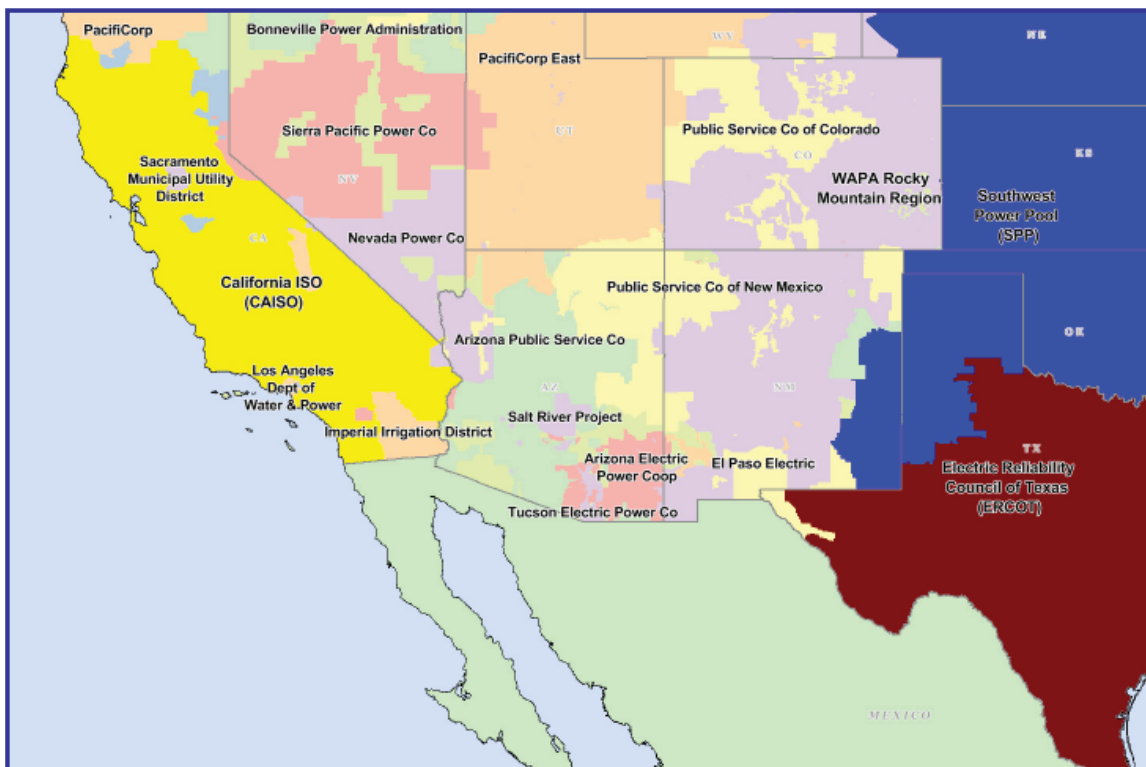 PacifiCorp
Bonneville Power Administration
WY
NE
PacifiCorp East
Sierra Pacific Power Co
UT
Public Service Co of Colorado
CO
KS
Sacramento
Municipal Utility
District
NV
WAPA Rocky
Mountain Region
Southwest
Power Pool
(SPP)
CA
Nevada Power Co
California ISO
(CAISO)
Public Service Co of New Mexico
Arizona Public Service Co
OK
Los Angeles
Dept of
Water & Power
AZ
NM
Salt River Project
Imperial Irrigation District
Arizona Electric
Power Coop
El Paso Electric
TX
Electric Reliability
Council of Texas
(ERCOT)
Tucson Electric Power Co
MEXICO